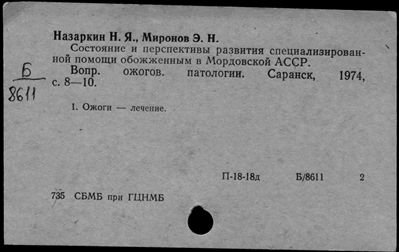 Назаркин Н. Я., Миронов Э. Н.
Состояние и перспективы развития специализирован-
ной помощи обожженным в Мордовской АССР.
Вопр. ожогов. патологии. Саранск, 1974,
с. 8—10.
Б
8611
1. Ожоги — лечение.
П-18-18д Б/8611 2
735 СБМБ при ГЦНМБ